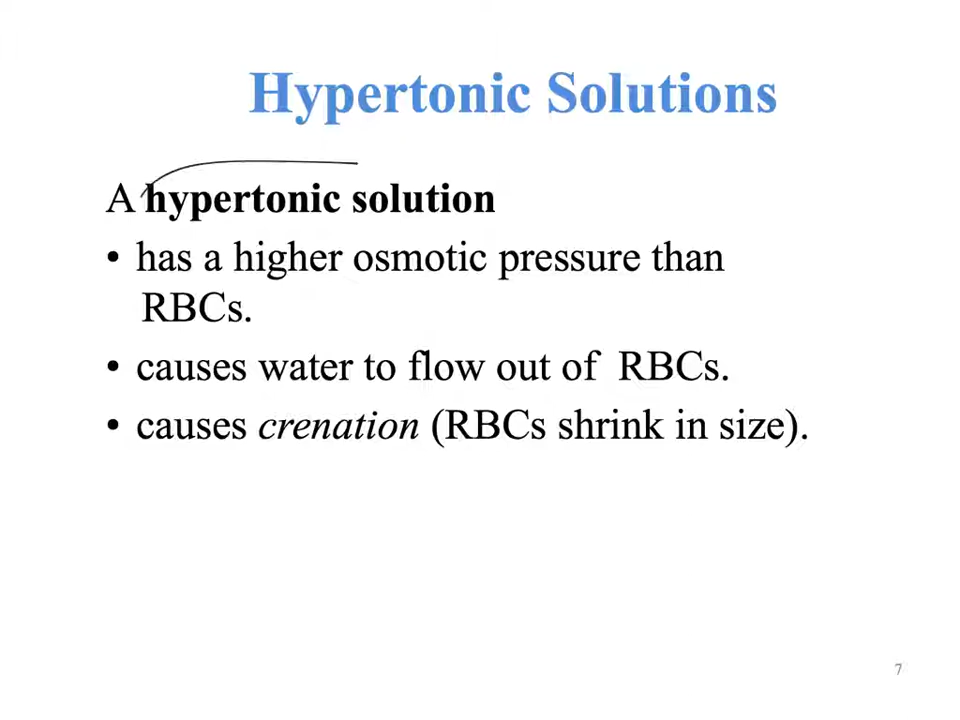 Hypertonic Solutions
A hypertonic solution
• has a higher osmotic pressure than
RBCs.
• causes water to flow out of RBCs.
• causes crenation (RBCs shrink in size).
7